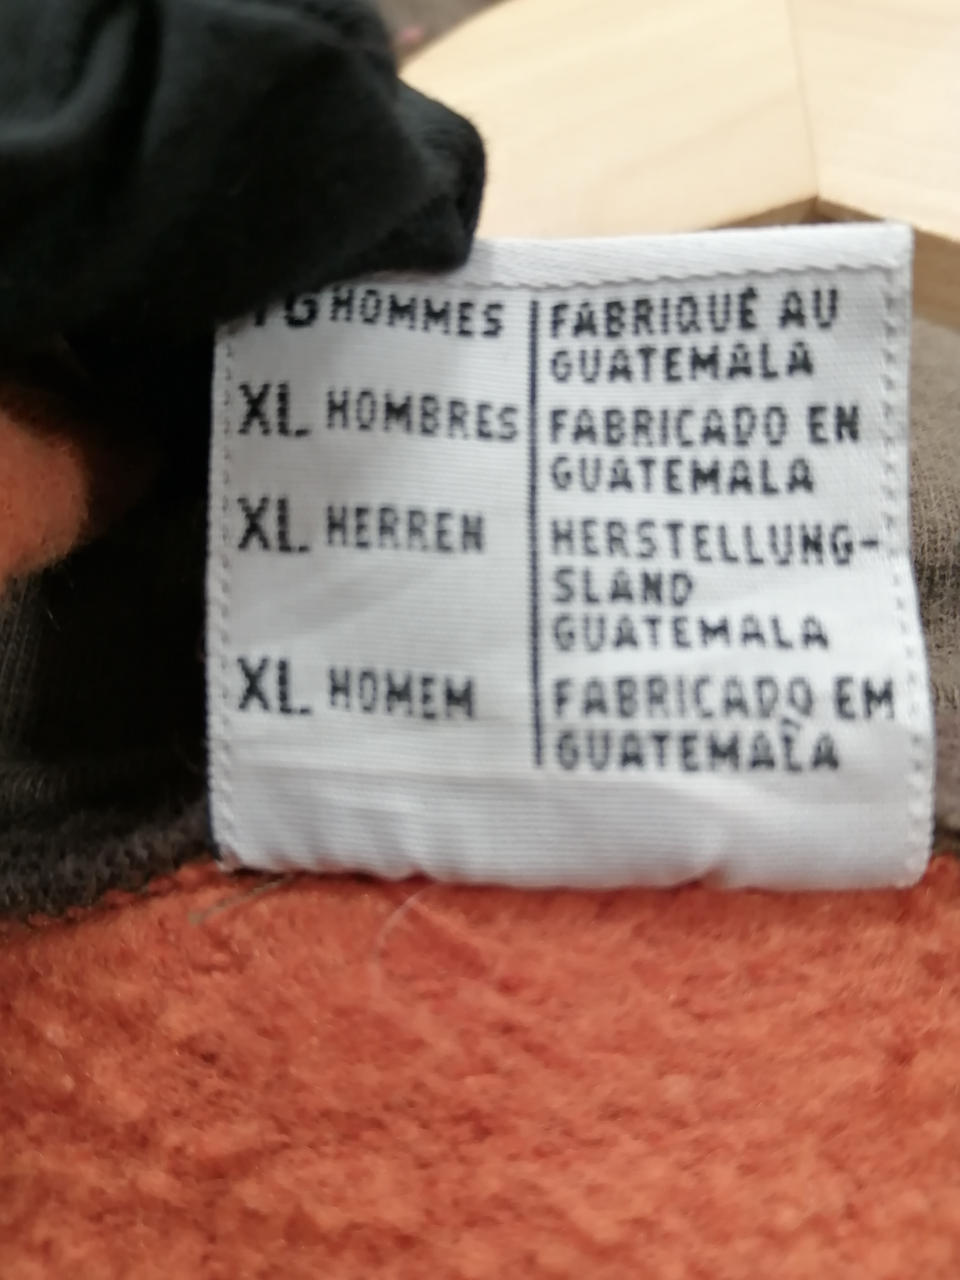 HOMMES
XL HOMBRES
XL HERREN
XL HOMEM
FABRIQUÉ AU
GUATEMALA
FABRICADO EN
GUATEMALA
HERSTELLUNG-
SLAND
GUATEMALA
FABRICADO EM
GUATEMALA